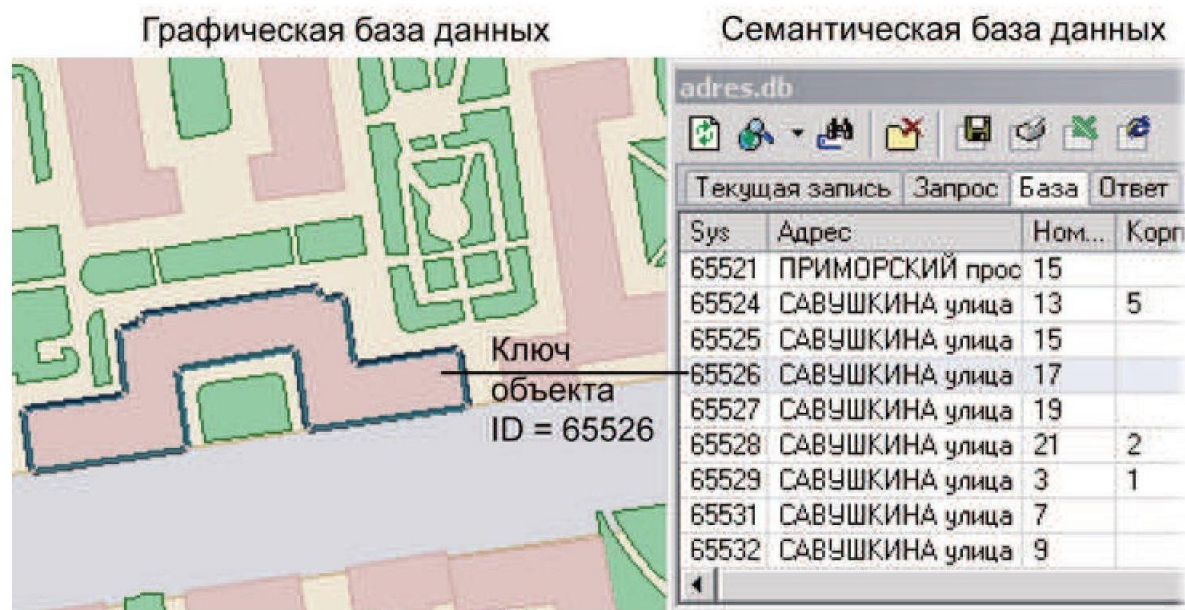 Графическая база данных
Семантическая база данных
adres.db
Текущая запись Запрос База Ответ
Sys Адрес Ном... Корп
65521 ПРИМОРСКИЙ прос 15
65524 САВУШКИНА улица 13 5
65525 САВУШКИНА улица 15
65526 САВУШКИНА улица 17
65527 САВУШКИНА улица 19
65528 САВУШКИНА улица 21 2
65529 САВУШКИНА улица 3 1
65531 САВУШКИНА улица 7
65532 САВУШКИНА улица 9
Ключ
объекта
ID = 65526